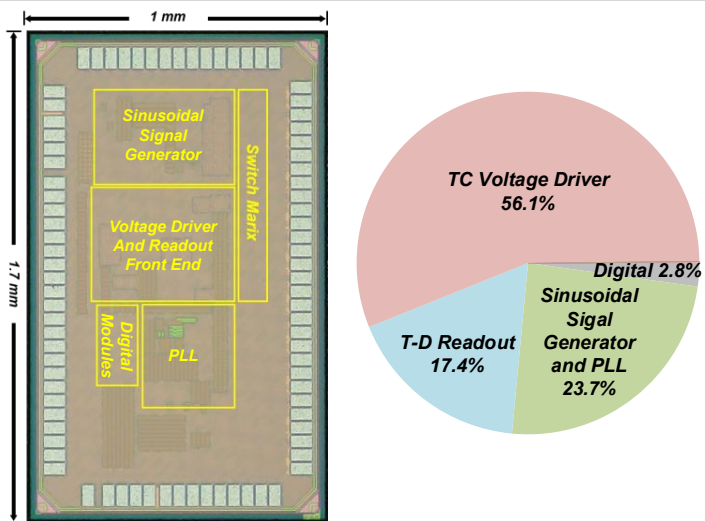 1 mm
1.7 mm
Sinusoidal
Signal
Generator
Switch Marix
Voltage Driver
And Readout
Front End
Digital
Modules
PLL
TC Voltage Driver
56.1%
Digital 2.8%
Sinusoidal
Sigal
Generator
and PLL
23.7%
T-D Readout
17.4%